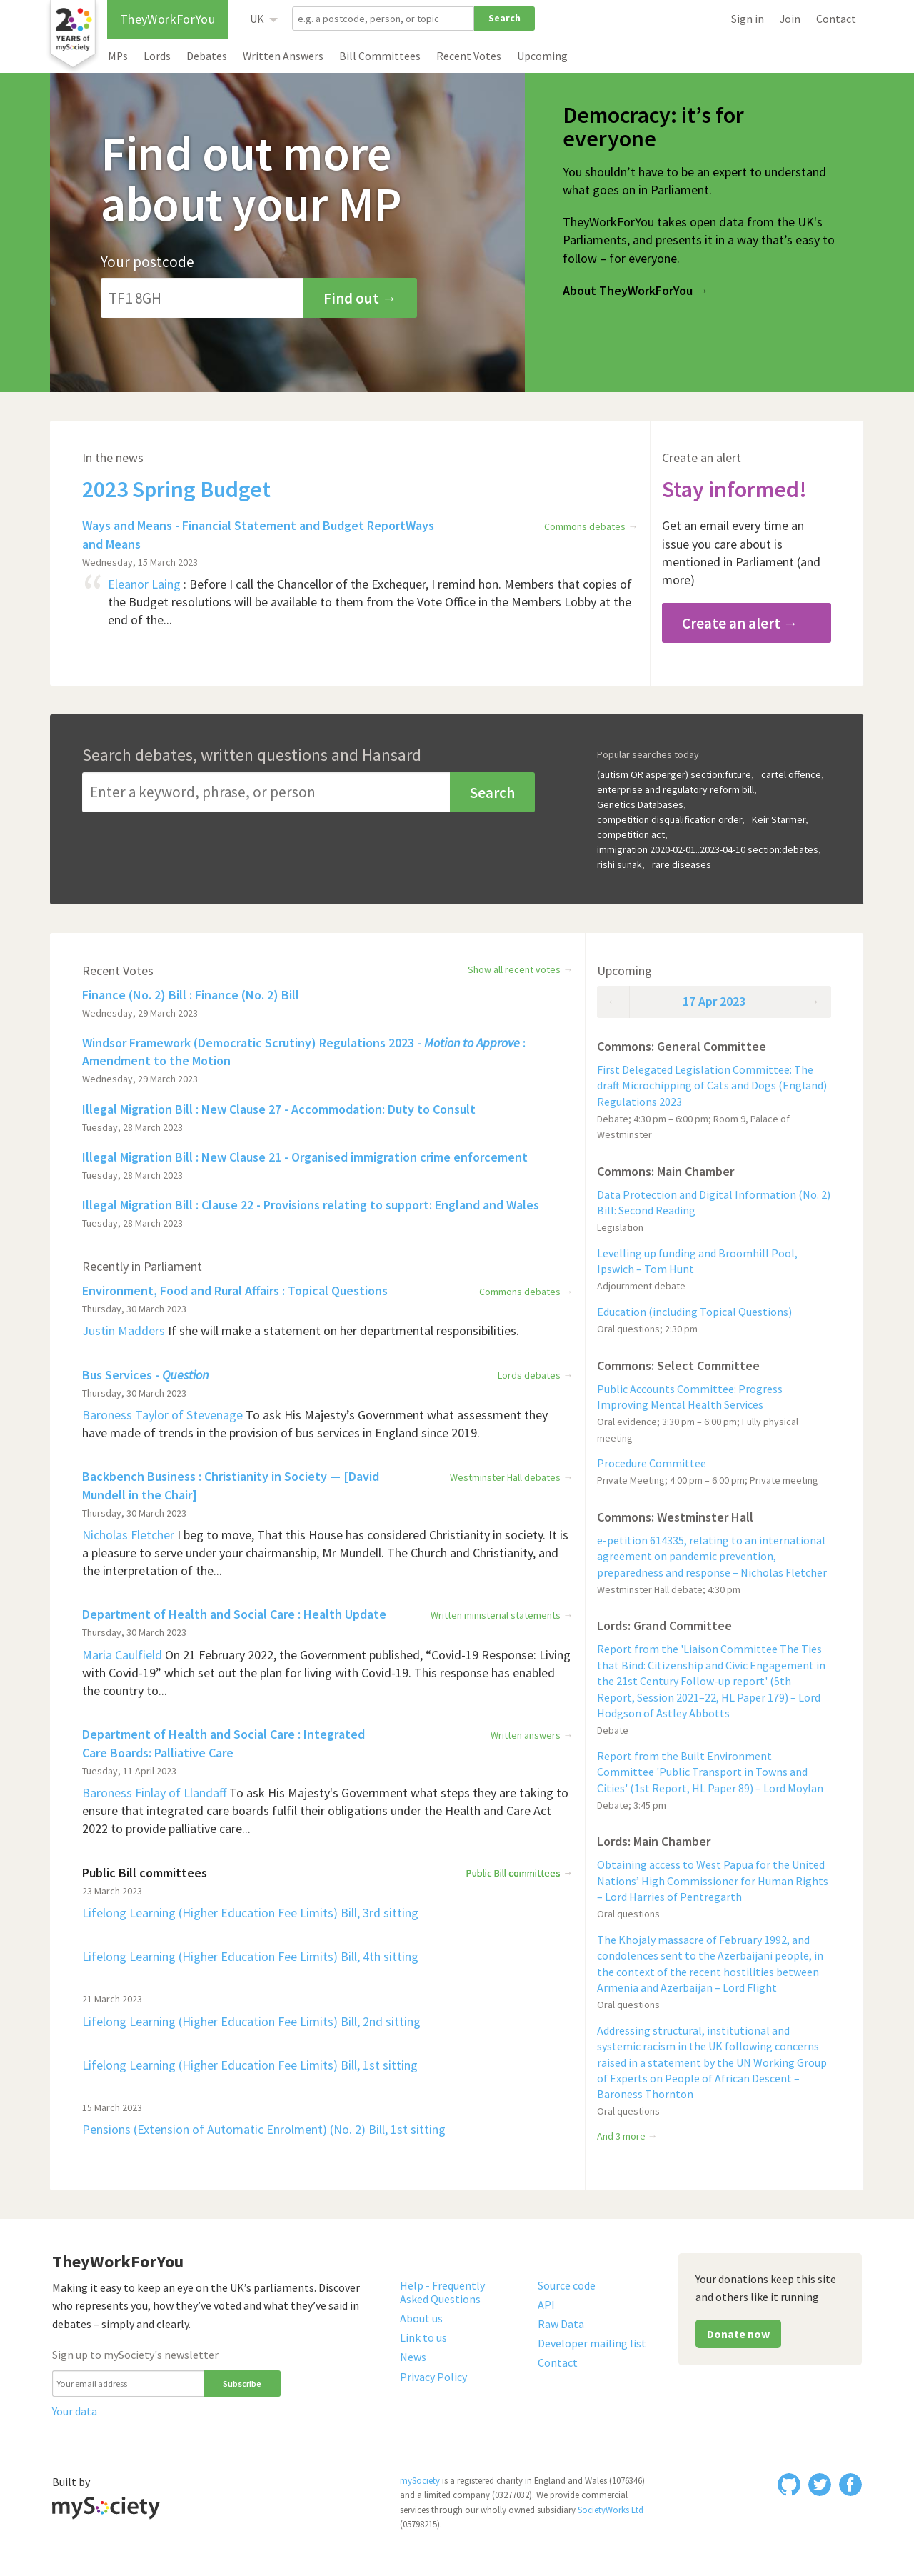 20
YEARS of
mySociety
TheyWorkForYou
UK
e.g. a postcode, person, or topic
Search
Sign in
Join
Contact
MPs
Lords
Debates
Written Answers
Bill Committees
Recent Votes
Upcoming
Find out more
about your MP
Your postcode
TF1 8GH
Find out →
Democracy: it’s for
everyone
You shouldn’t have to be an expert to understand
what goes on in Parliament.
TheyWorkForYou takes open data from the UK's
Parliaments, and presents it in a way that’s easy to
follow – for everyone.
About TheyWorkForYou →
In the news
2023 Spring Budget
Ways and Means - Financial Statement and Budget ReportWays
and Means
Commons debates →
Wednesday, 15 March 2023
“ Eleanor Laing : Before I call the Chancellor of the Exchequer, I remind hon. Members that copies of
the Budget resolutions will be available to them from the Vote Office in the Members Lobby at the
end of the...
Create an alert
Stay informed!
Get an email every time an
issue you care about is
mentioned in Parliament (and
more)
Create an alert →
Search debates, written questions and Hansard
Enter a keyword, phrase, or person
Search
Popular searches today
(autism OR asperger) section:future, cartel offence,
enterprise and regulatory reform bill,
Genetics Databases,
competition disqualification order, Keir Starmer,
competition act,
immigration 2020-02-01..2023-04-10 section:debates,
rishi sunak, rare diseases
Recent Votes
Show all recent votes →
Finance (No. 2) Bill : Finance (No. 2) Bill
Wednesday, 29 March 2023
Windsor Framework (Democratic Scrutiny) Regulations 2023 - Motion to Approve :
Amendment to the Motion
Wednesday, 29 March 2023
Illegal Migration Bill : New Clause 27 - Accommodation: Duty to Consult
Tuesday, 28 March 2023
Illegal Migration Bill : New Clause 21 - Organised immigration crime enforcement
Tuesday, 28 March 2023
Illegal Migration Bill : Clause 22 - Provisions relating to support: England and Wales
Tuesday, 28 March 2023
Recently in Parliament
Environment, Food and Rural Affairs : Topical Questions
Commons debates →
Thursday, 30 March 2023
Justin Madders If she will make a statement on her departmental responsibilities.
Bus Services - Question
Lords debates →
Thursday, 30 March 2023
Baroness Taylor of Stevenage To ask His Majesty’s Government what assessment they
have made of trends in the provision of bus services in England since 2019.
Backbench Business : Christianity in Society — [David
Mundell in the Chair]
Westminster Hall debates →
Thursday, 30 March 2023
Nicholas Fletcher I beg to move, That this House has considered Christianity in society. It is
a pleasure to serve under your chairmanship, Mr Mundell. The Church and Christianity, and
the interpretation of the...
Department of Health and Social Care : Health Update
Written ministerial statements →
Thursday, 30 March 2023
Maria Caulfield On 21 February 2022, the Government published, “Covid-19 Response: Living
with Covid-19” which set out the plan for living with Covid-19. This response has enabled
the country to...
Department of Health and Social Care : Integrated
Care Boards: Palliative Care
Written answers →
Tuesday, 11 April 2023
Baroness Finlay of Llandaff To ask His Majesty's Government what steps they are taking to
ensure that integrated care boards fulfil their obligations under the Health and Care Act
2022 to provide palliative care...
Public Bill committees
Public Bill committees →
23 March 2023
Lifelong Learning (Higher Education Fee Limits) Bill, 3rd sitting
Lifelong Learning (Higher Education Fee Limits) Bill, 4th sitting
21 March 2023
Lifelong Learning (Higher Education Fee Limits) Bill, 2nd sitting
Lifelong Learning (Higher Education Fee Limits) Bill, 1st sitting
15 March 2023
Pensions (Extension of Automatic Enrolment) (No. 2) Bill, 1st sitting
Upcoming
← 17 Apr 2023 →
Commons: General Committee
First Delegated Legislation Committee: The
draft Microchipping of Cats and Dogs (England)
Regulations 2023
Debate; 4:30 pm – 6:00 pm; Room 9, Palace of
Westminster
Commons: Main Chamber
Data Protection and Digital Information (No. 2)
Bill: Second Reading
Legislation
Levelling up funding and Broomhill Pool,
Ipswich – Tom Hunt
Adjournment debate
Education (including Topical Questions)
Oral questions; 2:30 pm
Commons: Select Committee
Public Accounts Committee: Progress
Improving Mental Health Services
Oral evidence; 3:30 pm – 6:00 pm; Fully physical
meeting
Procedure Committee
Private Meeting; 4:00 pm – 6:00 pm; Private meeting
Commons: Westminster Hall
e-petition 614335, relating to an international
agreement on pandemic prevention,
preparedness and response – Nicholas Fletcher
Westminster Hall debate; 4:30 pm
Lords: Grand Committee
Report from the 'Liaison Committee The Ties
that Bind: Citizenship and Civic Engagement in
the 21st Century Follow-up report' (5th
Report, Session 2021–22, HL Paper 179) – Lord
Hodgson of Astley Abbotts
Debate
Report from the Built Environment
Committee 'Public Transport in Towns and
Cities' (1st Report, HL Paper 89) – Lord Moylan
Debate; 3:45 pm
Lords: Main Chamber
Obtaining access to West Papua for the United
Nations’ High Commissioner for Human Rights
– Lord Harries of Pentregarth
Oral questions
The Khojaly massacre of February 1992, and
condolences sent to the Azerbaijani people, in
the context of the recent hostilities between
Armenia and Azerbaijan – Lord Flight
Oral questions
Addressing structural, institutional and
systemic racism in the UK following concerns
raised in a statement by the UN Working Group
of Experts on People of African Descent –
Baroness Thornton
Oral questions
And 3 more →
TheyWorkForYou
Making it easy to keep an eye on the UK’s parliaments. Discover
who represents you, how they’ve voted and what they’ve said in
debates – simply and clearly.
Sign up to mySociety's newsletter
Your email address
Subscribe
Your data
Help - Frequently
Asked Questions
About us
Link to us
News
Privacy Policy
Source code
API
Raw Data
Developer mailing list
Contact
Your donations keep this site
and others like it running
Donate now
Built by
mySociety
mySociety is a registered charity in England and Wales (1076346)
and a limited company (03277032). We provide commercial
services through our wholly owned subsidiary SocietyWorks Ltd
(05798215).